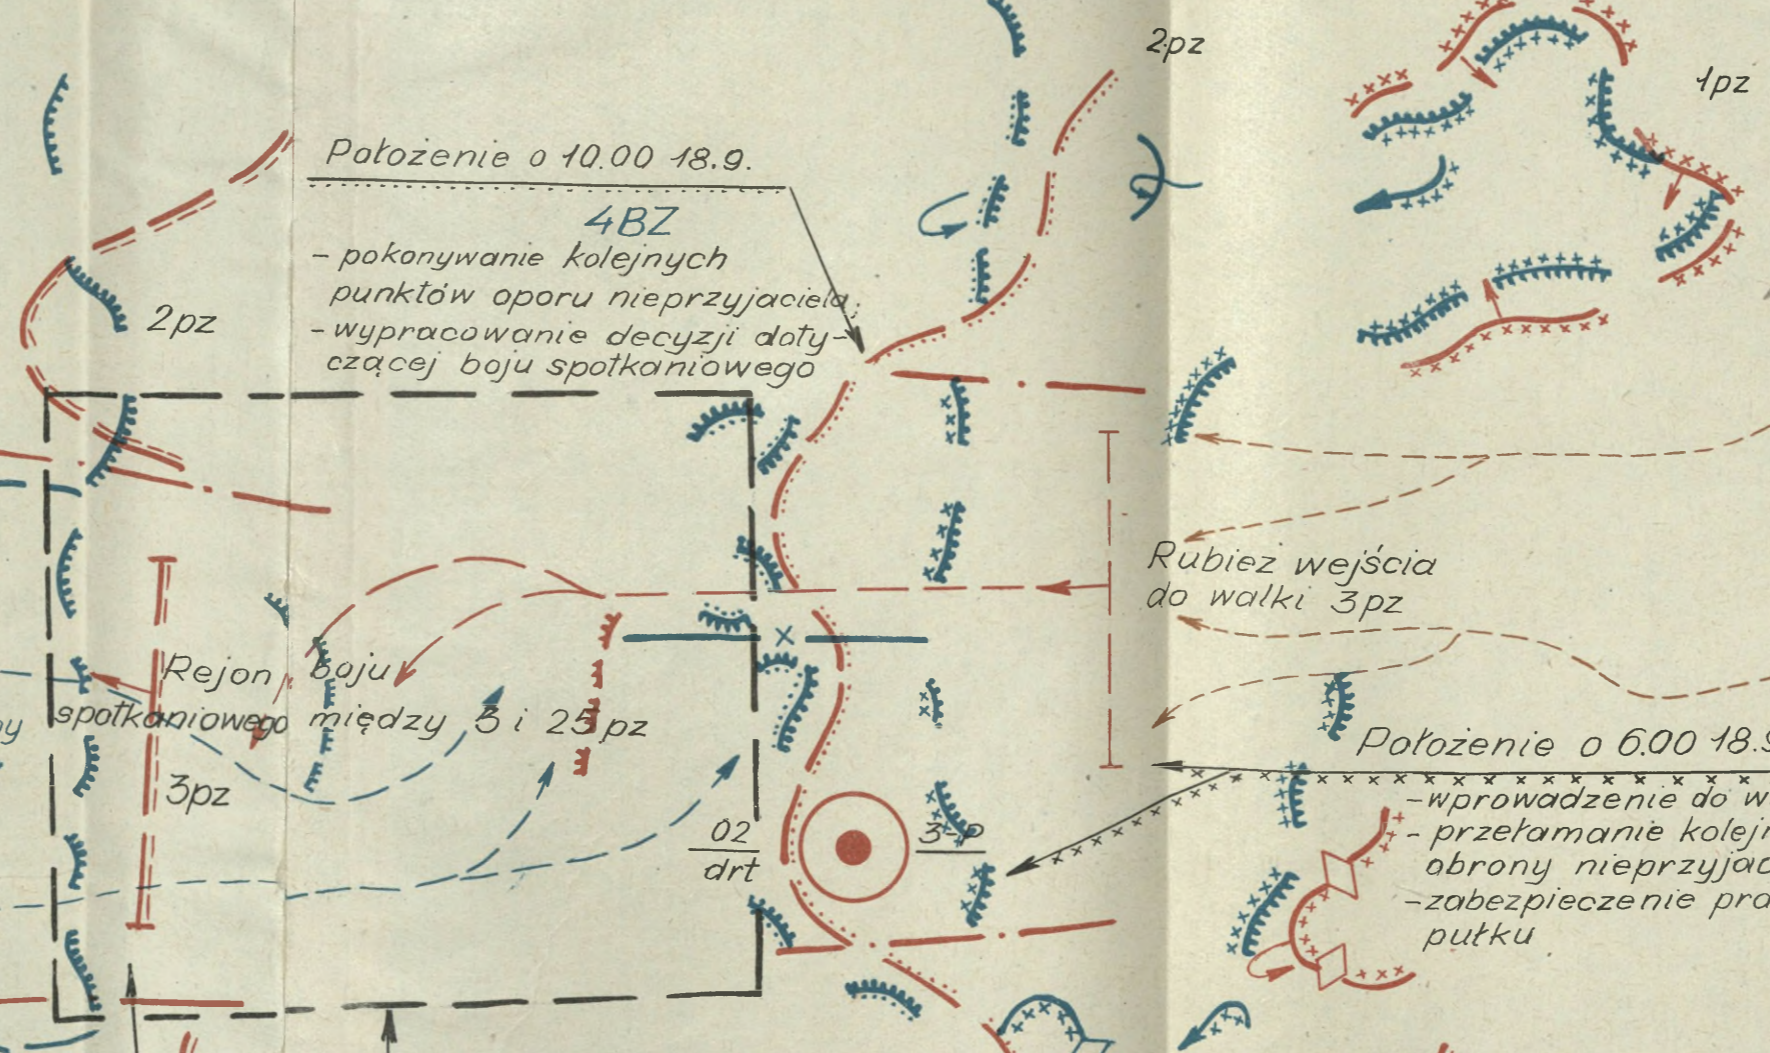 2pz
1pz
Położenie o 10.00 18.9.
4BZ
- pokonywanie kolejnych
punktów oporu nieprzyjaciela,
- wypracowanie decyzji doty-
czącej boju spotkaniowego
2pz
Rubież wejścia
do walki 3pz
Rejon boju
spotkaniowego między 3 i 25pz
3pz
Położenie o 6.00 18.9
- wprowadzenie do w
- przełamanie kolejn
obrony nieprzyjac
- zabezpieczenie pra
pułku
02
drt
3-P